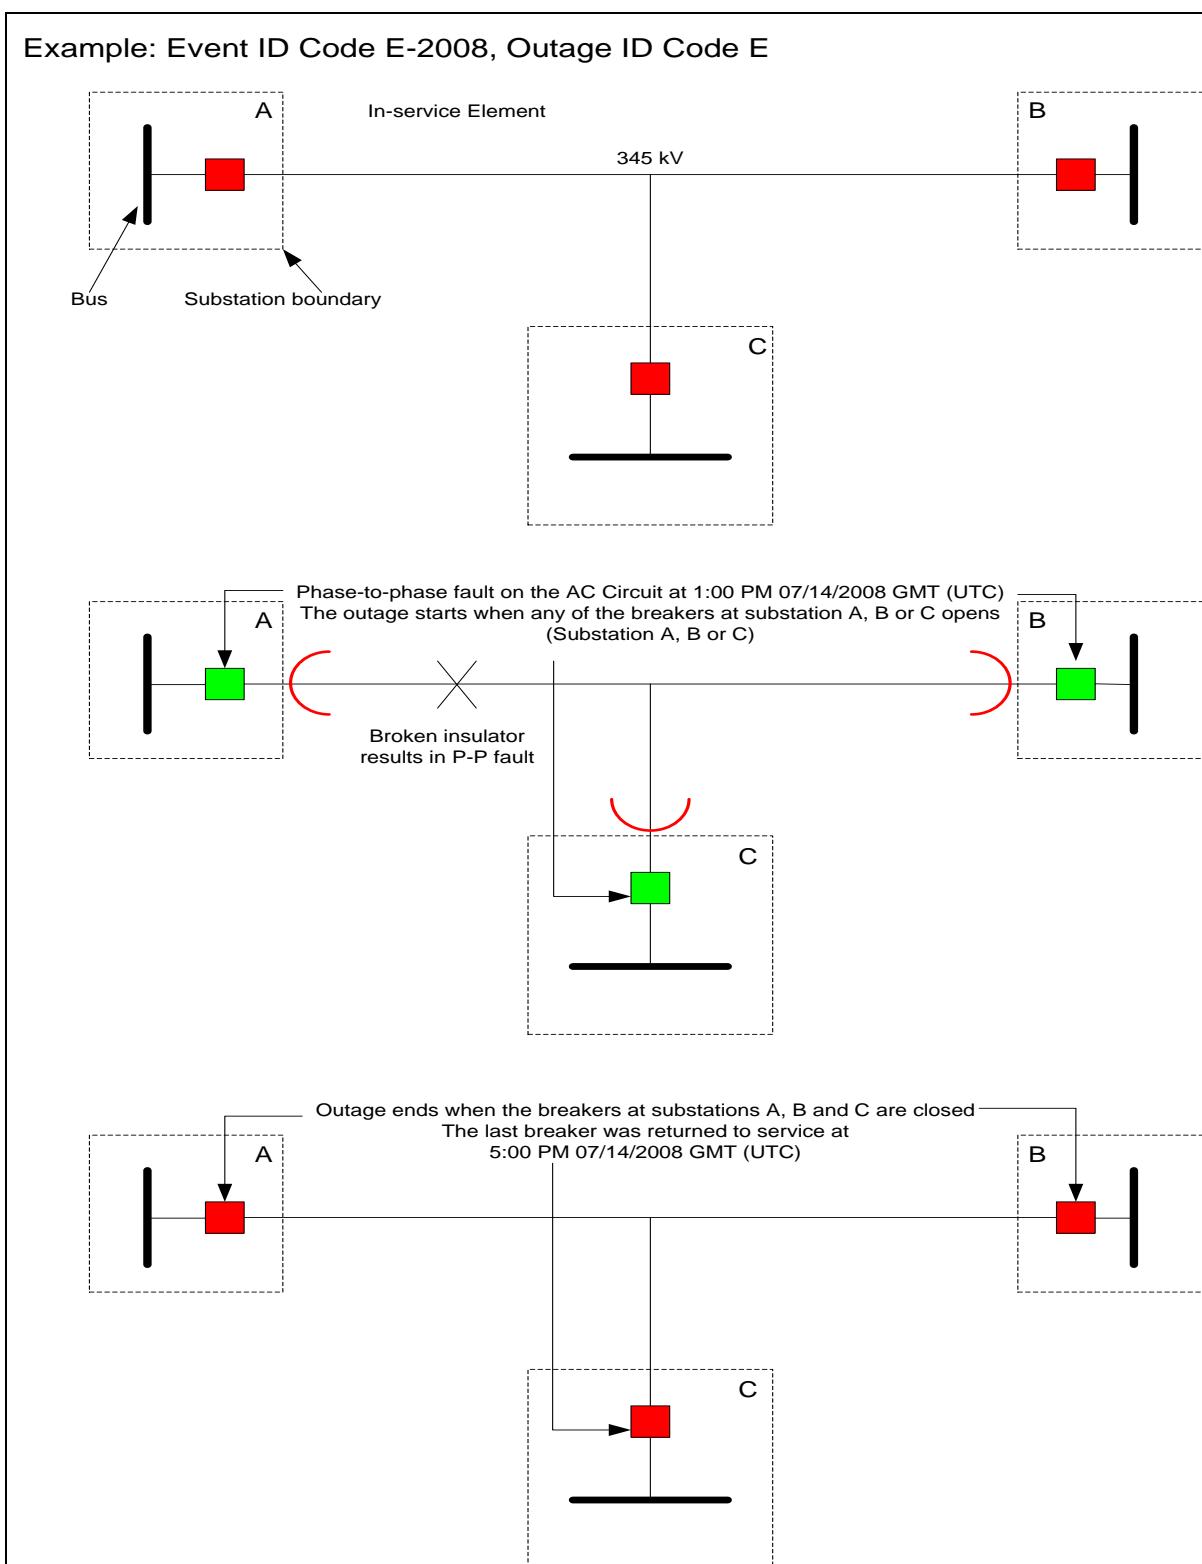 Example: Event ID Code E-2008, Outage ID Code E
A
In-service Element
B
345 kV
Bus
Substation boundary
C
Phase-to-phase fault on the AC Circuit at 1:00 PM 07/14/2008 GMT (UTC)
The outage starts when any of the breakers at substation A, B or C opens
(Substation A, B or C)
A
B
Broken insulator
results in P-P fault
C
Outage ends when the breakers at substations A, B and C are closed
The last breaker was returned to service at
5:00 PM 07/14/2008 GMT (UTC)
A
B
C